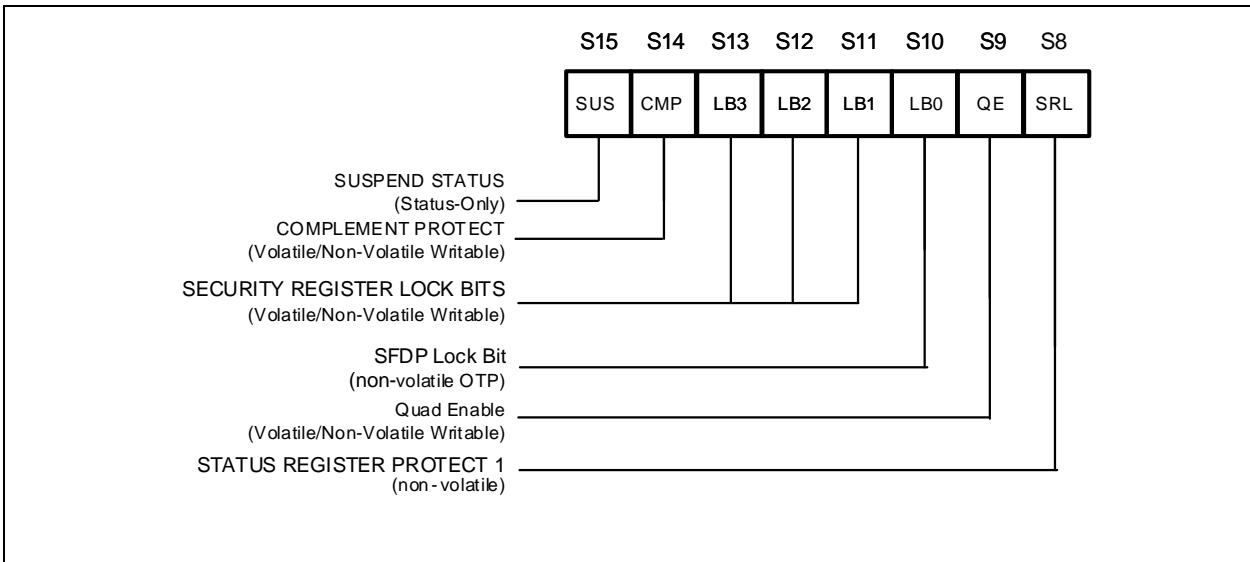 S15 S14 S13 S12 S11 S10 S9 S8
SUS CMP LB3 LB2 LB1 LB0 QE SRL
SUSPEND STATUS
(Status-Only)
COMPLEMENT PROTECT
(Volatile/Non-Volatile Writable)
SECURITY REGISTER LOCK BITS
(Volatile/Non-Volatile Writable)
SFDP Lock Bit
(non-volatile OTP)
Quad Enable
(Volatile/Non-Volatile Writable)
STATUS REGISTER PROTECT 1
(non-volatile)